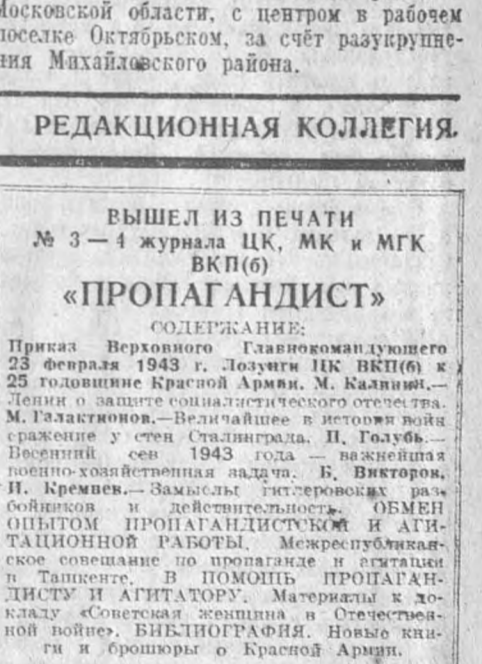 Московской области, с центром в рабочем
поселке Октябрьском, за счёт разукрупне-
ния Михайловского района.
РЕДАКЦИОННАЯ КОЛЛЕГИЯ.
ВЫШЕЛ ИЗ ПЕЧАТИ
№ 3—4 журнала ЦК, МК и МГК
ВКП(б)
«ПРОПАГАНДИСТ»
СОДЕРЖАНИЕ:
Приказ Верховного Главнокомандующего
23 февраля 1943 г. Лозунги ЦК ВКП(б) к
25 годовщине Красной Армии. М. Калинин.—
Ленин о защите социалистического отечества.
М. Галактионов.—Величайшее в истории войн
сражение у стен Сталинграда. П. Голубь.—
Весенний сев 1943 года — важнейшая
военно-хозяйственная задача. Б. Викторов,
И. Кремнев.—Замыслы гитлеровских раз-
бойников и действительность. ОБМЕН
ОПЫТОМ ПРОПАГАНДИСТСКОЙ И АГИ-
ТАЦИОННОЙ РАБОТЫ. Межреспубликан-
ское совещание по пропаганде и агитации
в Ташкенте. В ПОМОЩЬ ПРОПАГАН-
ДИСТУ И АГИТАТОРУ. Материалы к до-
кладу «Советская женщина в Отечествен-
ной войне». БИБЛИОГРАФИЯ. Новые кни-
ги и брошюры о Красной Армии.